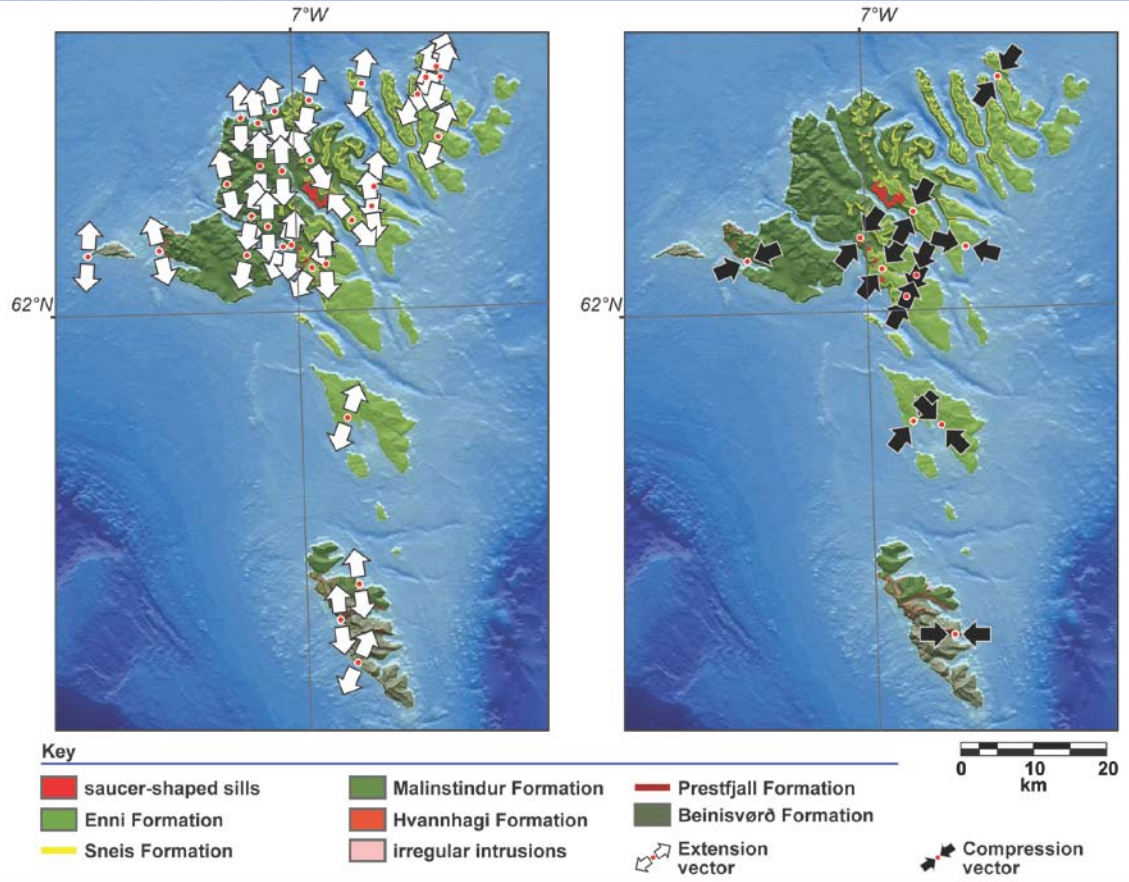 7°W
7°W
62°N
62°N
Key
saucer-shaped sills
Enni Formation
Sneis Formation
Malinstindur Formation
Hvannhagi Formation
irregular intrusions
Prestfjall Formation
Beinisvørð Formation
Extension
vector
Compression
vector
0 10 20
km